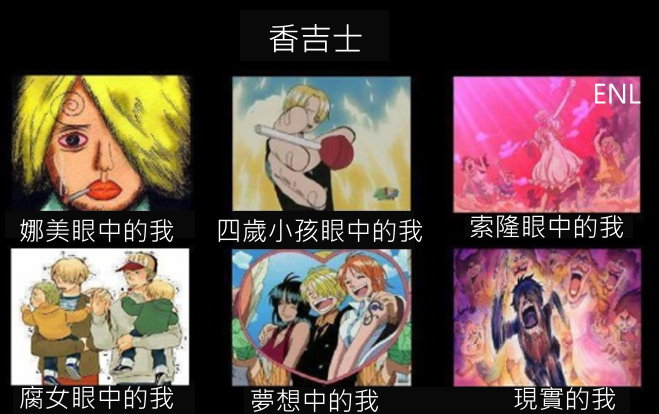 香吉士
ENL
娜美眼中的我
四歲小孩眼中的我
索隆眼中的我
腐女眼中的我
夢想中的我
現實的我